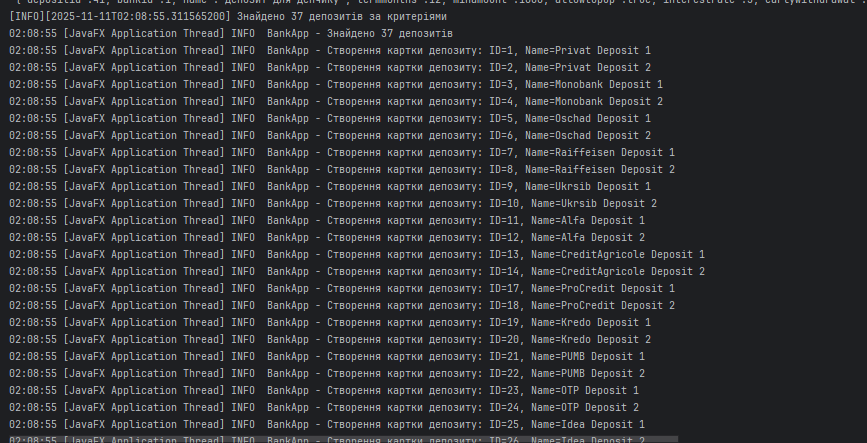 {"depositId":41,"bankId":1,"name":"Депозит для денчику","termMonths":12,"minAmount":1000,"allowTopUp":true,"interestRate":5,"earlyWithdrawal"
[INFO][2025-11-11T02:08:55.311565200] Знайдено 37 депозитів за критеріями
02:08:55 [JavaFX Application Thread] INFO  BankApp - Знайдено 37 депозитів
02:08:55 [JavaFX Application Thread] INFO  BankApp - Створення картки депозиту: ID=1, Name=Privat Deposit 1
02:08:55 [JavaFX Application Thread] INFO  BankApp - Створення картки депозиту: ID=2, Name=Privat Deposit 2
02:08:55 [JavaFX Application Thread] INFO  BankApp - Створення картки депозиту: ID=3, Name=Monobank Deposit 1
02:08:55 [JavaFX Application Thread] INFO  BankApp - Створення картки депозиту: ID=4, Name=Monobank Deposit 2
02:08:55 [JavaFX Application Thread] INFO  BankApp - Створення картки депозиту: ID=5, Name=Oschad Deposit 1
02:08:55 [JavaFX Application Thread] INFO  BankApp - Створення картки депозиту: ID=6, Name=Oschad Deposit 2
02:08:55 [JavaFX Application Thread] INFO  BankApp - Створення картки депозиту: ID=7, Name=Raiffeisen Deposit 1
02:08:55 [JavaFX Application Thread] INFO  BankApp - Створення картки депозиту: ID=8, Name=Raiffeisen Deposit 2
02:08:55 [JavaFX Application Thread] INFO  BankApp - Створення картки депозиту: ID=9, Name=Ukrsib Deposit 1
02:08:55 [JavaFX Application Thread] INFO  BankApp - Створення картки депозиту: ID=10, Name=Ukrsib Deposit 2
02:08:55 [JavaFX Application Thread] INFO  BankApp - Створення картки депозиту: ID=11, Name=Alfa Deposit 1
02:08:55 [JavaFX Application Thread] INFO  BankApp - Створення картки депозиту: ID=12, Name=Alfa Deposit 2
02:08:55 [JavaFX Application Thread] INFO  BankApp - Створення картки депозиту: ID=13, Name=CreditAgricole Deposit 1
02:08:55 [JavaFX Application Thread] INFO  BankApp - Створення картки депозиту: ID=14, Name=CreditAgricole Deposit 2
02:08:55 [JavaFX Application Thread] INFO  BankApp - Створення картки депозиту: ID=17, Name=ProCredit Deposit 1
02:08:55 [JavaFX Application Thread] INFO  BankApp - Створення картки депозиту: ID=18, Name=ProCredit Deposit 2
02:08:55 [JavaFX Application Thread] INFO  BankApp - Створення картки депозиту: ID=19, Name=Kredo Deposit 1
02:08:55 [JavaFX Application Thread] INFO  BankApp - Створення картки депозиту: ID=20, Name=Kredo Deposit 2
02:08:55 [JavaFX Application Thread] INFO  BankApp - Створення картки депозиту: ID=21, Name=PUMB Deposit 1
02:08:55 [JavaFX Application Thread] INFO  BankApp - Створення картки депозиту: ID=22, Name=PUMB Deposit 2
02:08:55 [JavaFX Application Thread] INFO  BankApp - Створення картки депозиту: ID=23, Name=OTP Deposit 1
02:08:55 [JavaFX Application Thread] INFO  BankApp - Створення картки депозиту: ID=24, Name=OTP Deposit 2
02:08:55 [JavaFX Application Thread] INFO  BankApp - Створення картки депозиту: ID=25, Name=Idea Deposit 1
02:08:55 [JavaFX Application Thread] INFO  BankApp - Створення картки депозиту: ID=26, Name=Idea Deposit 2